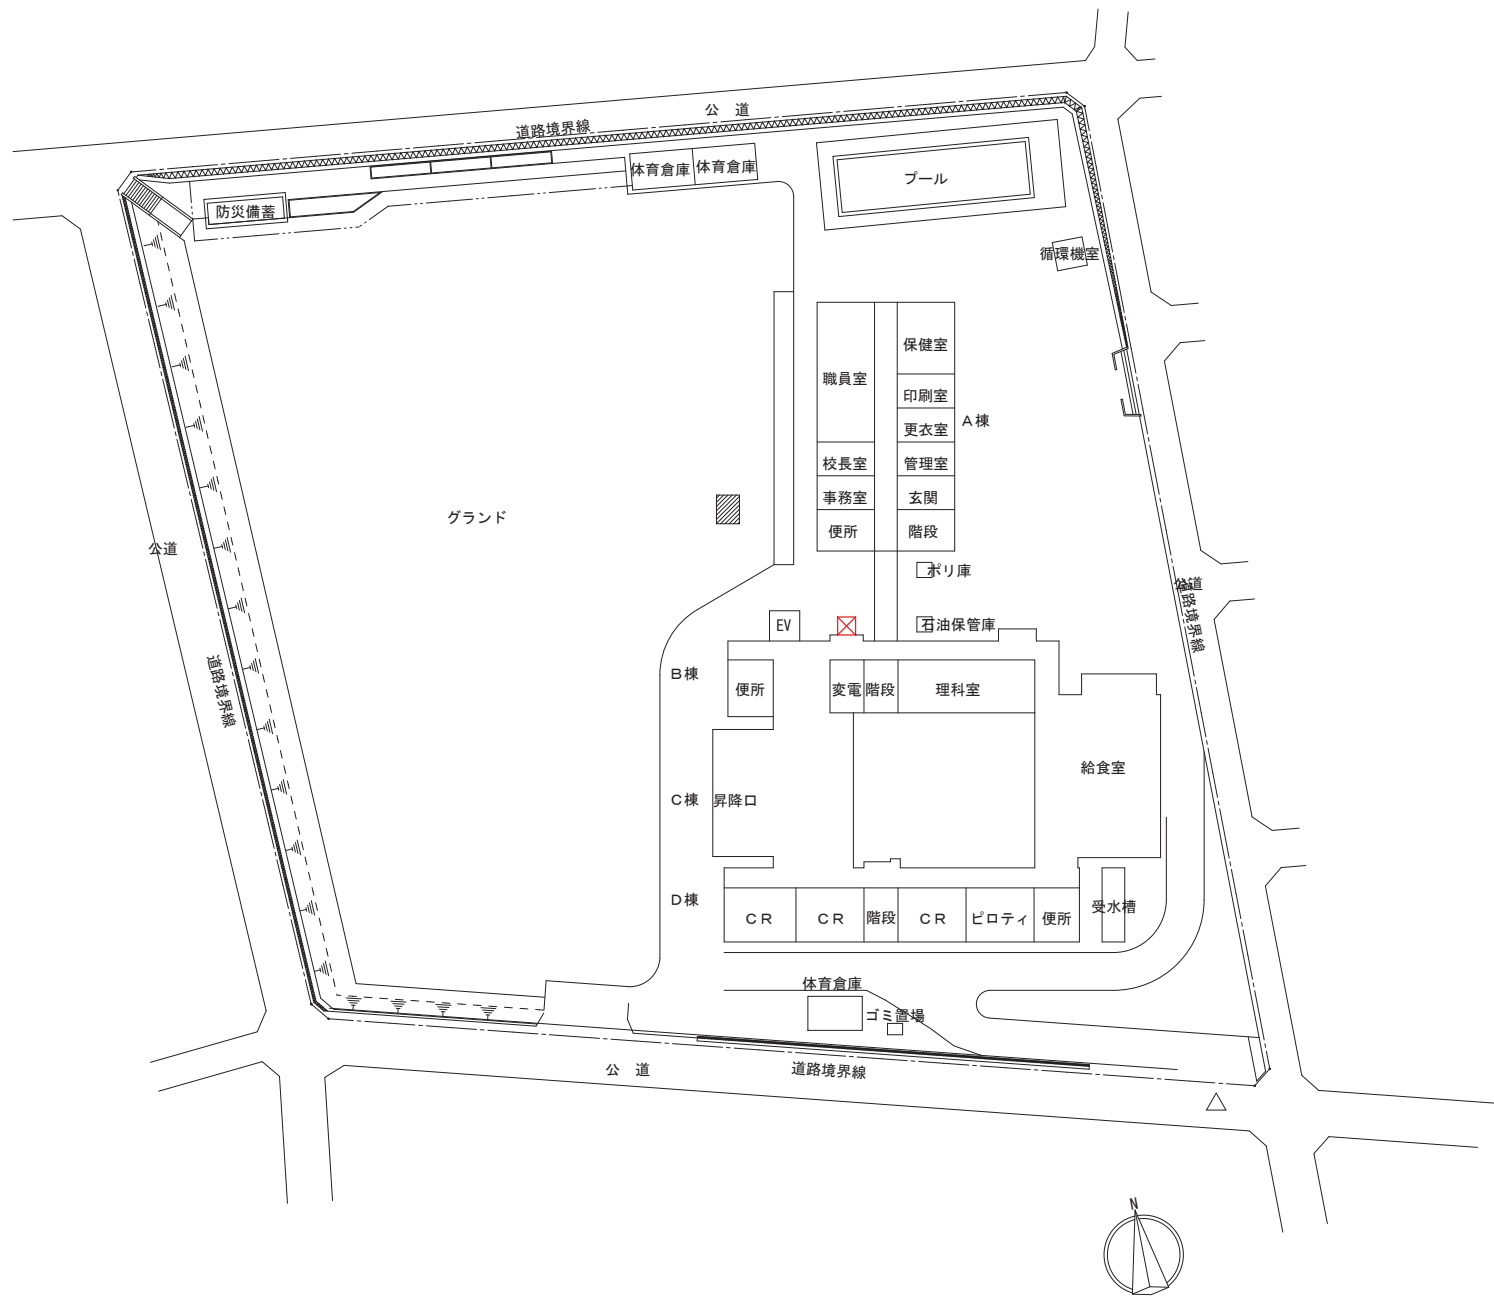 公　道
道路境界線
体育倉庫
体育倉庫
プール
防災備蓄
循環機室
保健室
職員室
印刷室
A棟
更衣室
校長室
管理室
事務室
玄関
グランド
便所
階段
公道
ポリ庫
公道
道路境界線
EV
石油保管庫
B棟
便所
変電
階段
理科室
道路境界線
給食室
C棟
昇降口
D棟
CR
CR
階段
CR
ピロティ
便所
受水槽
体育倉庫
ゴミ置場
公　道
道路境界線
N